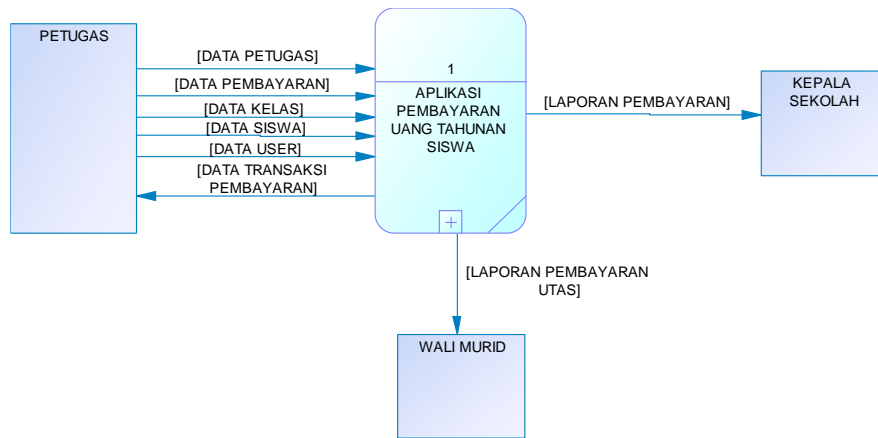 PETUGAS
[DATA PETUGAS]
[DATA PEMBAYARAN]
[DATA KELAS]
[DATA SISWA]
[DATA USER]
[DATA TRANSAKSI
PEMBAYARAN]
1
APLIKASI
PEMBAYARAN
UANG TAHUNAN
SISWA
[LAPORAN PEMBAYARAN]
KEPALA
SEKOLAH
[LAPORAN PEMBAYARAN
UTAS]
WALI MURID